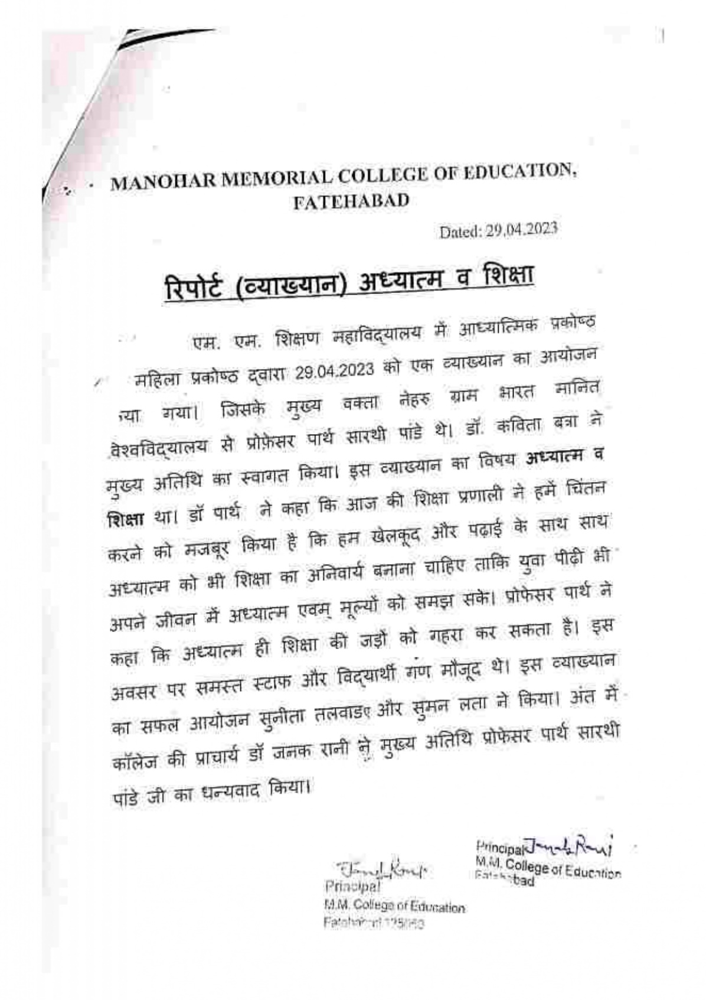 MANOHAR MEMORIAL COLLEGE OF EDUCATION,
FATEHABAD
Dated: 29.04.2023
रिपोर्ट (व्याख्यान) अध्यात्म व शिक्षा
एम. एम. शिक्षण महाविद्यालय में आध्यात्मिक प्रकोष्ठ
महिला प्रकोष्ठ द्वारा 29.04.2023 को एक व्याख्यान का आयोजन
गया। जिसके मुख्य वक्ता नेहरु ग्राम भारत मानित
से प्रोफ़ेसर पार्थ सारथी पांडे थे। डॉ. कविता बत्रा ने
मुख्य अतिथि का स्वागत किया। इस व्याख्यान का विषय अध्यात्म व
शिक्षा था। डॉ पार्थ ने कहा कि आज की शिक्षा प्रणाली ने हमें चिंतन
करने को मजबूर किया है कि हम खेलकूद और पढ़ाई के साथ साथ
अध्यात्म को भी शिक्षा का अनिवार्य बनाना चाहिए ताकि युवा पीढ़ी भी
अपने जीवन में अध्यात्म एवम् मूल्यों को समझ सके। प्रोफेसर पार्थ ने
कहा कि अध्यात्म ही शिक्षा की जड़ों को गहरा कर सकता है। इस
अवसर पर समस्त स्टाफ और विद्यार्थी गण मौजूद थे। इस व्याख्यान
का सफल आयोजन सुनीता और सुमन लता ने किया। अंत में
कॉलेज की प्राचार्य डॉ जनक रानी ने मुख्य अतिथि प्रोफेसर पार्थ सारथी
पांडे जी का धन्यवाद किया।
Principal Janak Rani
M.M. College of Education
Fatehabad
Janak Rani
Principal
M.M. College of Education